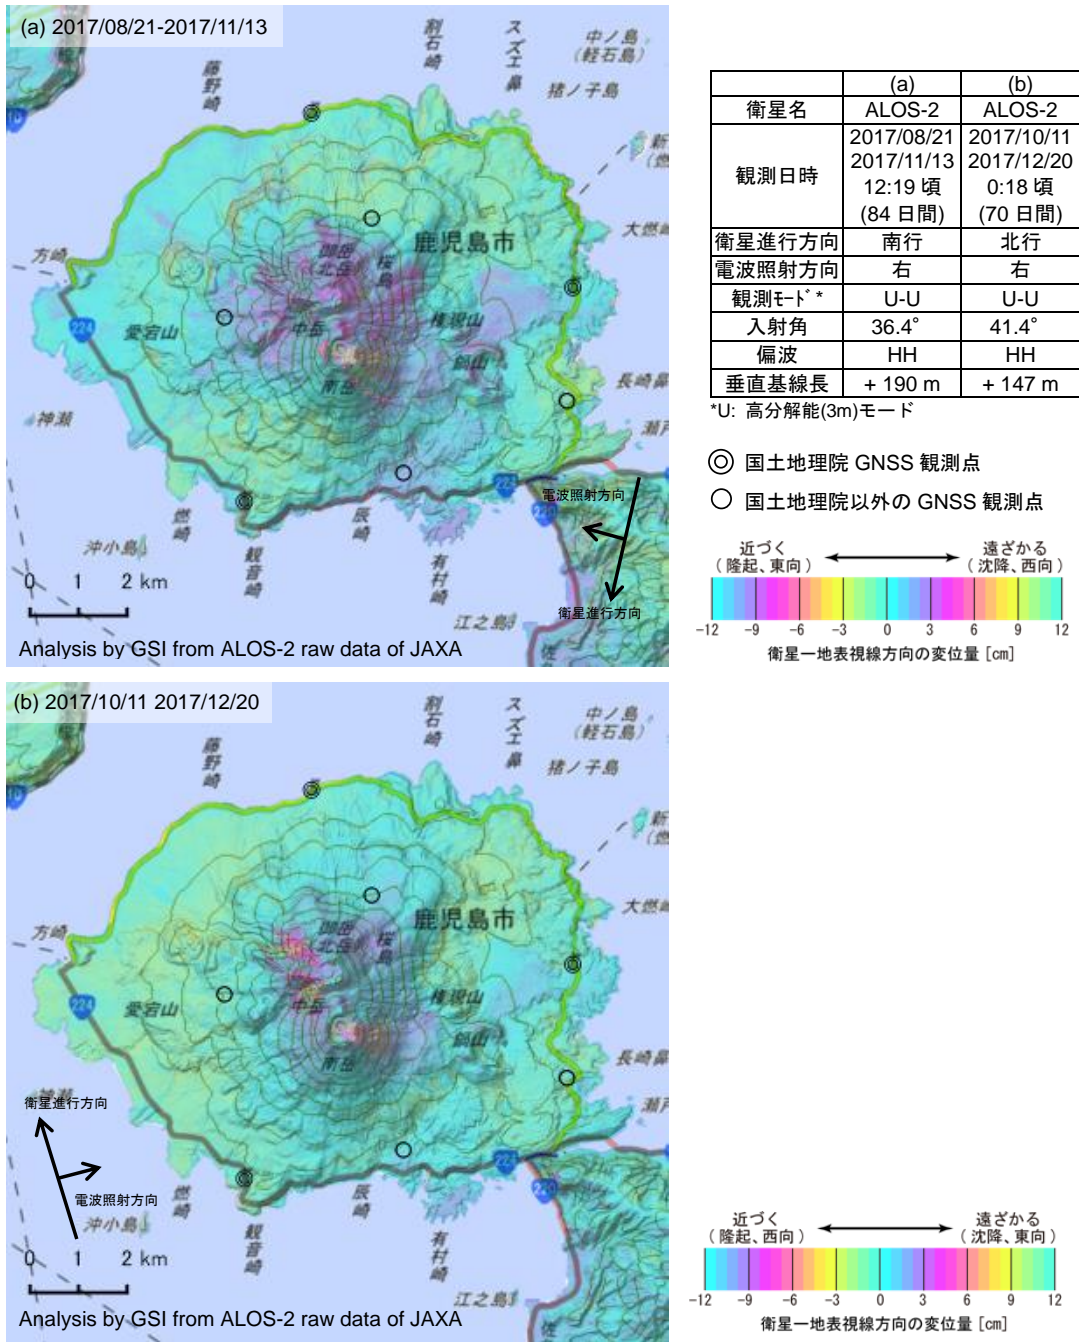 (a) 2017/08/21-2017/11/13
中ノ島
(軽石島)
割石崎
スズエ鼻
藤野崎
猪ノ子島
10
新
(燃
大燃崎
鹿児島市
御岳
北岳
桜島
方崎
224
愛宕山
中岳
権現山
鍋山
南岳
長崎鼻
瀬戸
神瀬
224
220
電波照射方向
燃崎
沖小島
観音崎
辰崎
有村崎
衛星進行方向
江之島
佐
0 1 2 km
Analysis by GSI from ALOS-2 raw data of JAXA
(a) (b)
衛星名 ALOS-2 ALOS-2
観測日時 2017/08/21 2017/10/11
2017/11/13 2017/12/20
12:19 頃 0:18 頃
(84 日間) (70 日間)
衛星進行方向 南行 北行
電波照射方向 右 右
観測ﾓｰﾄﾞ* U-U U-U
入射角 36.4° 41.4°
偏波 HH HH
垂直基線長 + 190 m + 147 m
*U: 高分解能(3m)モード
国土地理院 GNSS 観測点
国土地理院以外の GNSS 観測点
近づく 遠ざかる
(隆起、東向) (沈降、西向)
-12 -9 -6 -3 0 3 6 9 12
衛星―地表視線方向の変位量 [cm]
(b) 2017/10/11 2017/12/20
中ノ島
(軽石島)
割石崎
スズエ鼻
藤野崎
猪ノ子島
10
新
(燃
大燃崎
鹿児島市
御岳
北岳
桜島
方崎
224
愛宕山
中岳
権現山
鍋山
南岳
長崎鼻
瀬戸
神瀬
衛星進行方向
224
220
電波照射方向
燃崎
沖小島
観音崎
辰崎
有村崎
江之島
佐
0 1 2 km
Analysis by GSI from ALOS-2 raw data of JAXA
近づく 遠ざかる
(隆起、西向) (沈降、東向)
-12 -9 -6 -3 0 3 6 9 12
衛星―地表視線方向の変位量 [cm]